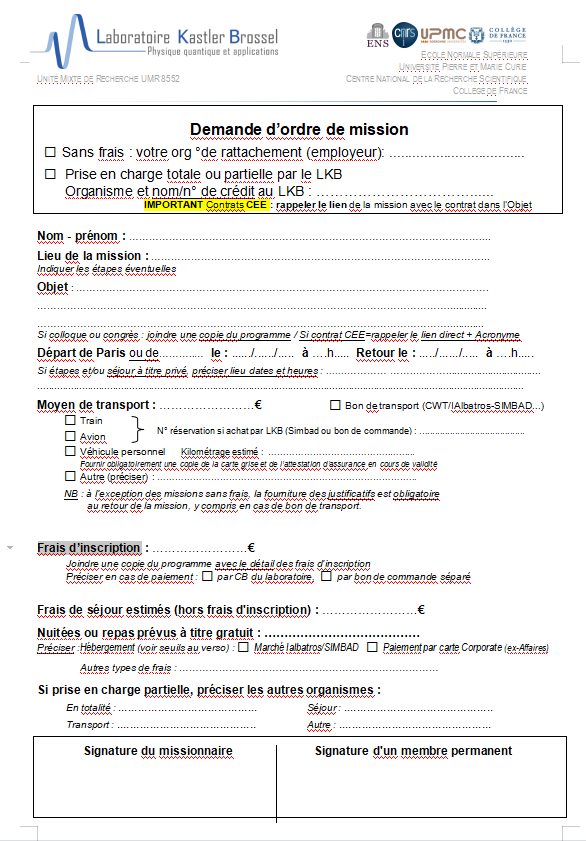 Laboratoire Kastler Brossel
Physique quantique et applications
ENS
cnrs
UPMC
COLLÈGE
DE FRANCE
1530
ECOLE NORMALE SUPÉRIEURE
UNIVERSITÉ PIERRE ET MARIE CURIE
UNITÉ MIXTE DE RECHERCHE UMR 8552
CENTRE NATIONAL DE LA RECHERCHE SCIENTIFIQUE
COLLEGE DE FRANCE
Demande d'ordre de mission
☐ Sans frais : votre org °de rattachement (employeur): ……………………………
☐ Prise en charge totale ou partielle par le LKB
Organisme et nom/n° de crédit au LKB : ……………………………
IMPORTANT Contrats CEE : rappeler le lien de la mission avec le contrat dans l'Objet
Nom - prénom : ……………………………
Lieu de la mission : ……………………………
Indiquer les étapes éventuelles
Objet : ……………………………
……………………………
……………………………
Si colloque ou congrès : joindre une copie du programme / Si contrat CEE=rappeler le lien direct + Acronyme
Départ de Paris ou de.............. le : ....../...../..... à ....h..... Retour le : ...../...../..... à ....h.....
Si étapes et/ou séjour à titre privé, préciser lieu dates et heures : ……………………………
……………………………
Moyen de transport : ……………………€ ☐ Bon de transport (CWT/IAlbatros-SIMBAD...)
☐ Train
☐ Avion
N° réservation si achat par LKB (Simbad ou bon de commande) : ……………………
☐ Véhicule personnel Kilométrage estimé : ……………………………
Fournir obligatoirement une copie de la carte grise et de l'attestation d'assurance en cours de validité
☐ Autre (préciser) : ……………………………
NB : à l'exception des missions sans frais, la fourniture des justificatifs est obligatoire
au retour de la mission, y compris en cas de bon de transport.
Frais d'inscription : ……………………€
Joindre une copie du programme avec le détail des frais d'inscription
Préciser en cas de paiement : ☐ par CB du laboratoire, ☐ par bon de commande séparé
Frais de séjour estimés (hors frais d'inscription) : ……………………€
Nuitées ou repas prévus à titre gratuit : ……………………………
Préciser :Hébergement (voir seuils au verso) : ☐ Marché Ialbatros/SIMBAD ☐ Paiement par carte Corporate (ex-Affaires)
Autres types de frais : ……………………………
Si prise en charge partielle, préciser les autres organismes :
En totalité : …………………………… Séjour : ……………………………
Transport : …………………………… Autre : ……………………………
Signature du missionnaire Signature d'un membre permanent